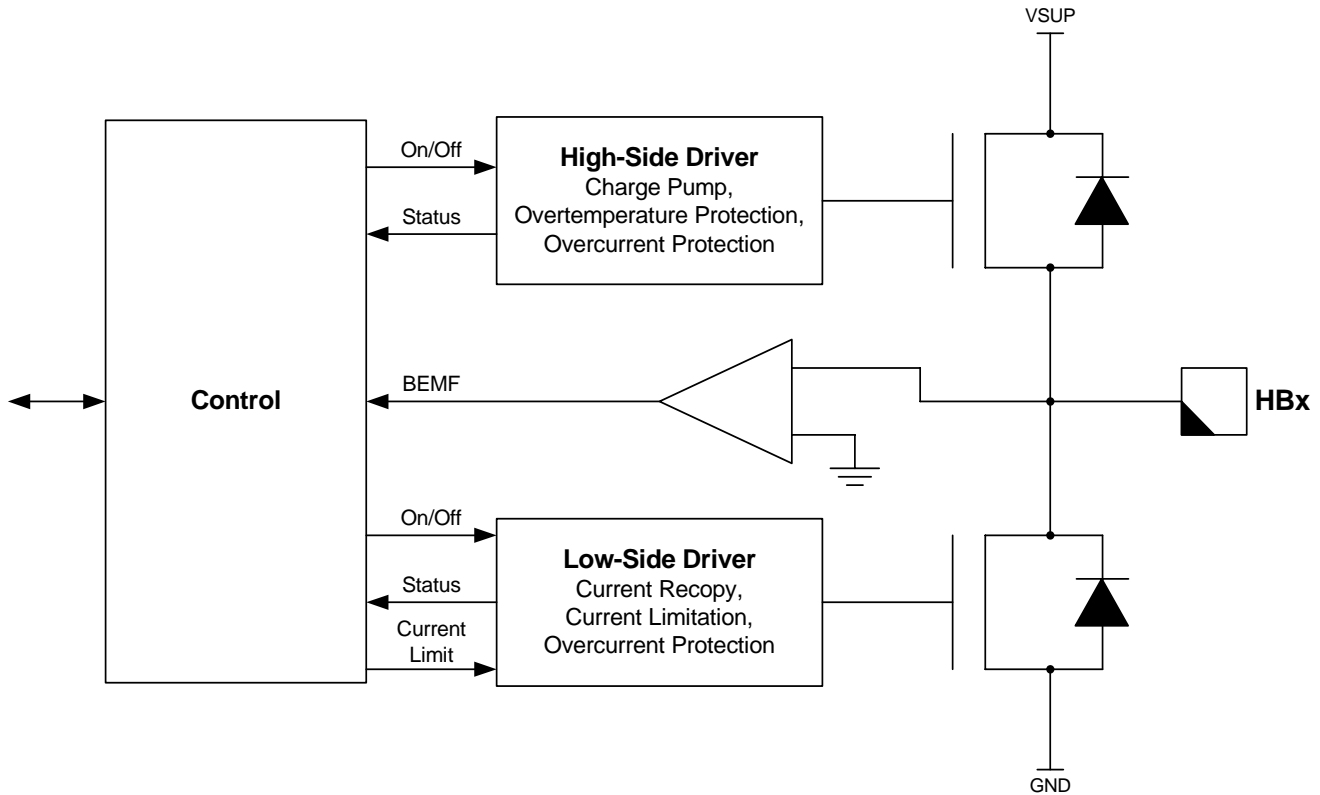 VSUP
On/Off
High-Side Driver
Charge Pump,
Overtemperature Protection,
Overcurrent Protection
Status
BEMF
Control
HBx
On/Off
Low-Side Driver
Current Recopy,
Current Limitation,
Overcurrent Protection
Status
Current
Limit
GND